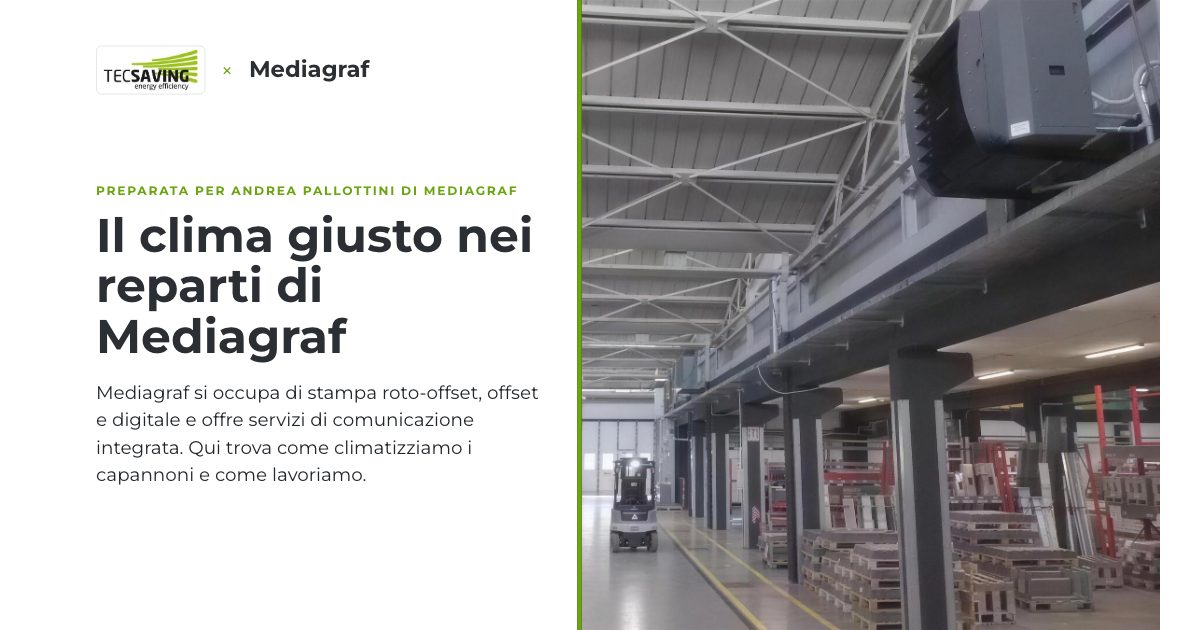 TECSAVING
energy efficiency
× Mediagraf
PREPARATA PER ANDREA PALLOTTINI DI MEDIAGRAF
Il clima giusto nei
reparti di
Mediagraf
Mediagraf si occupa di stampa roto-offset, offset
e digitale e offre servizi di comunicazione
integrata. Qui trova come climatizziamo i
capannoni e come lavoriamo.